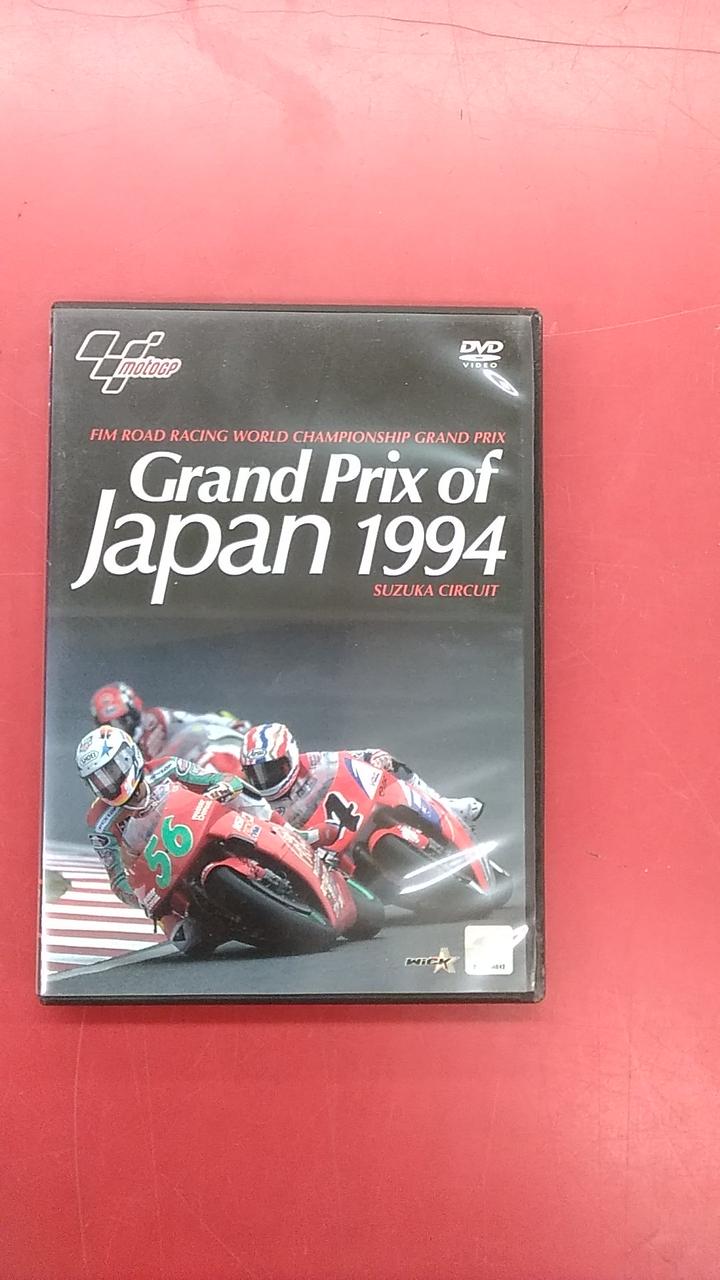 motoGP
DVD
VIDEO
FIM ROAD RACING WORLD CHAMPIONSHIP GRAND PRIX
Grand Prix of
Japan 1994
SUZUKA CIRCUIT
56
4
WiCK